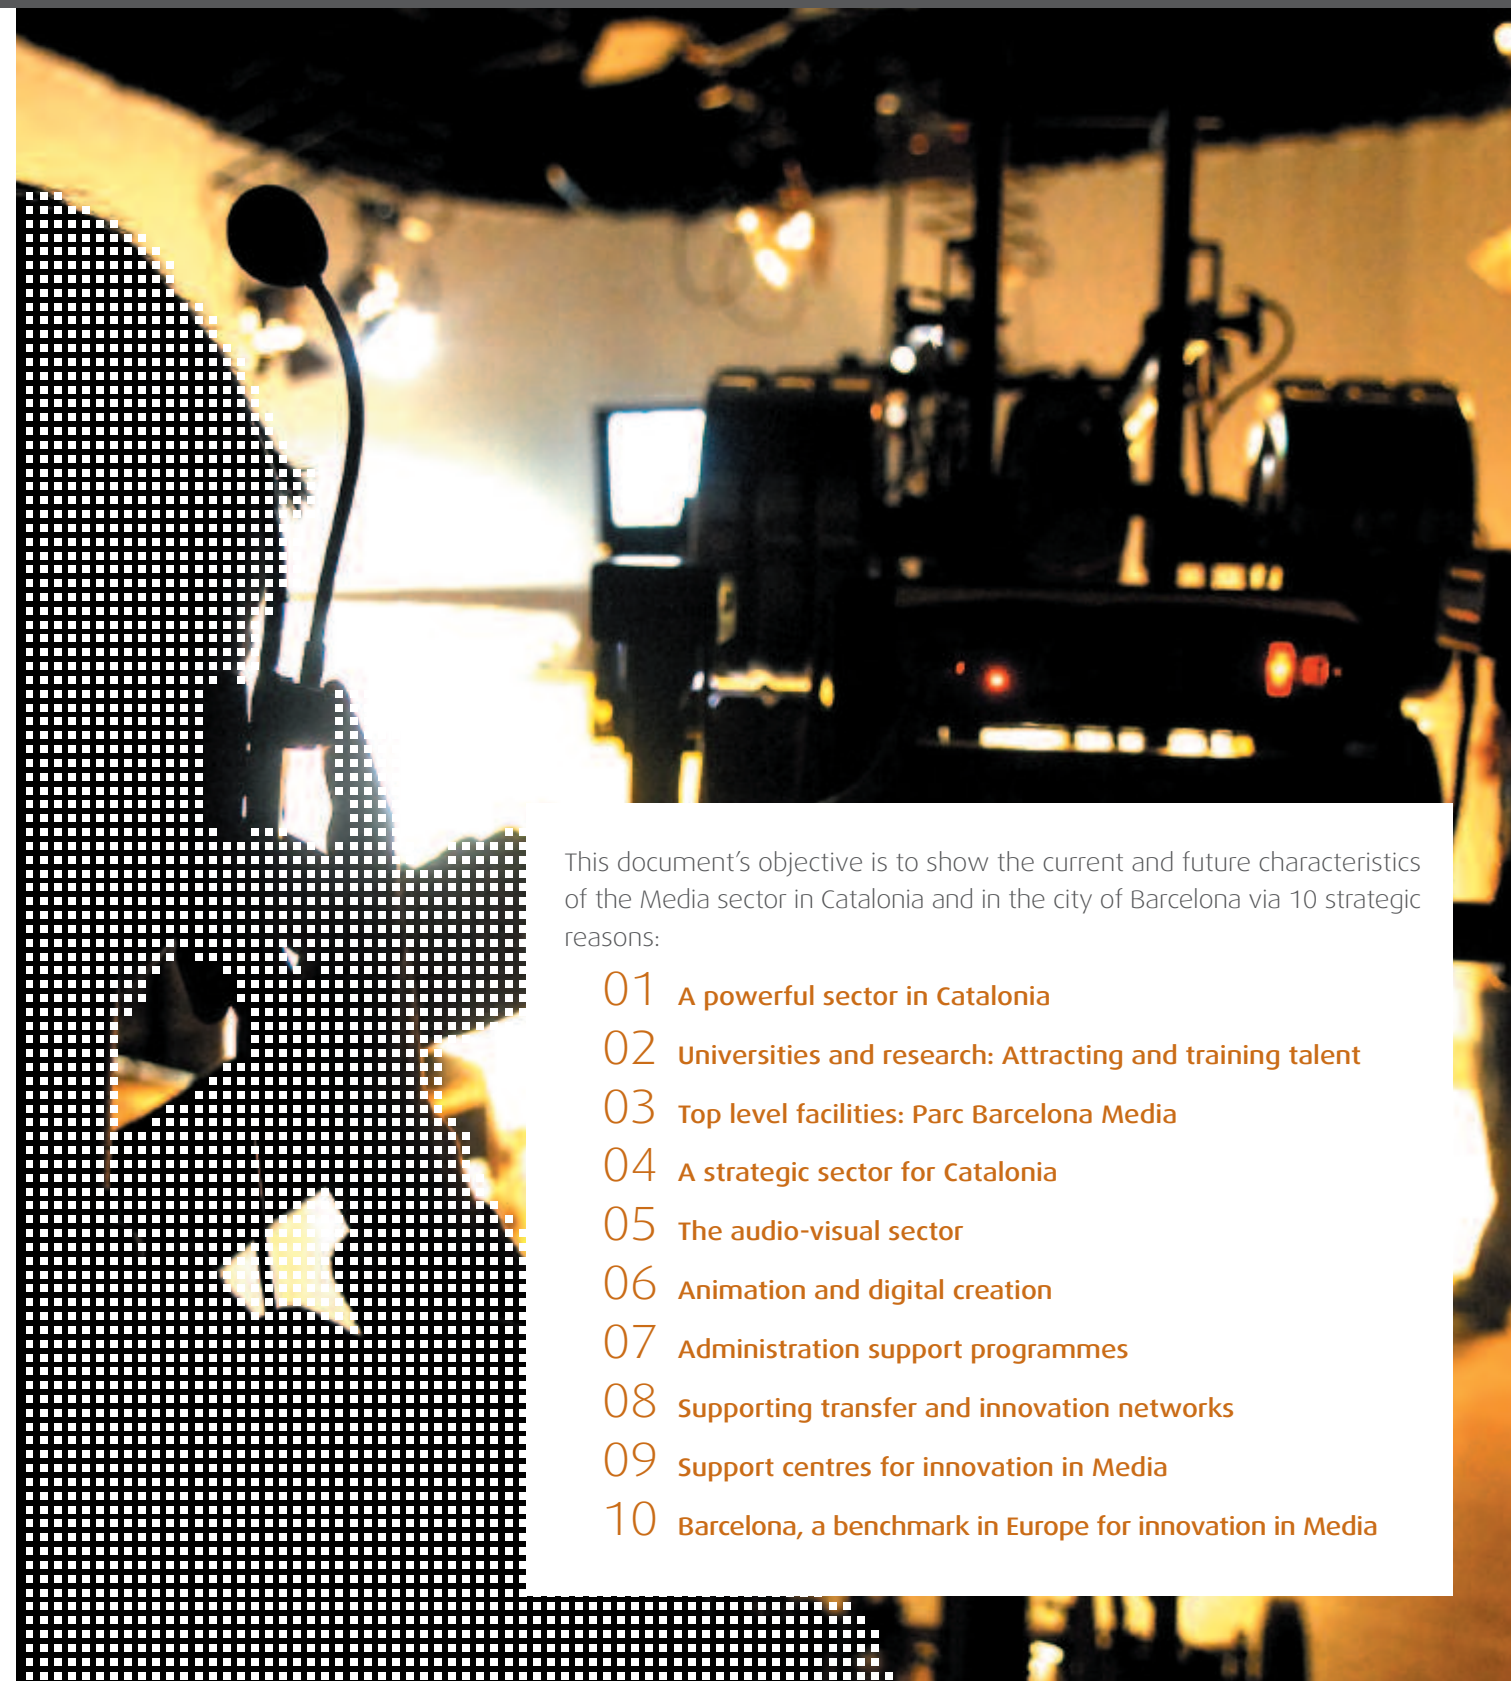 This document’s objective is to show the current and future characteristics
of the Media sector in Catalonia and in the city of Barcelona via 10 strategic
reasons:
01 A powerful sector in Catalonia
02 Universities and research: Attracting and training talent
03 Top level facilities: Parc Barcelona Media
04 A strategic sector for Catalonia
05 The audio-visual sector
06 Animation and digital creation
07 Administration support programmes
08 Supporting transfer and innovation networks
09 Support centres for innovation in Media
10 Barcelona, a benchmark in Europe for innovation in Media